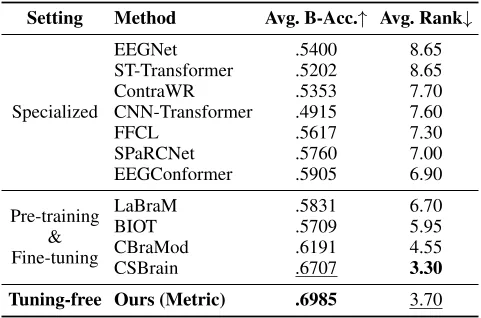 Setting Method Avg. B-Acc.↑ Avg. Rank↓
EEGNet .5400 8.65
ST-Transformer .5202 8.65
ContraWR .5353 7.70
Specialized CNN-Transformer .4915 7.60
FFCL .5617 7.30
SPaRCNet .5760 7.00
EEGConformer .5905 6.90
LaBraM .5831 6.70
Pre-training
BIOT .5709 5.95
&
CBraMod .6191 4.55
Fine-tuning
CSBrain .6707 3.30
Tuning-free Ours (Metric) .6985 3.70